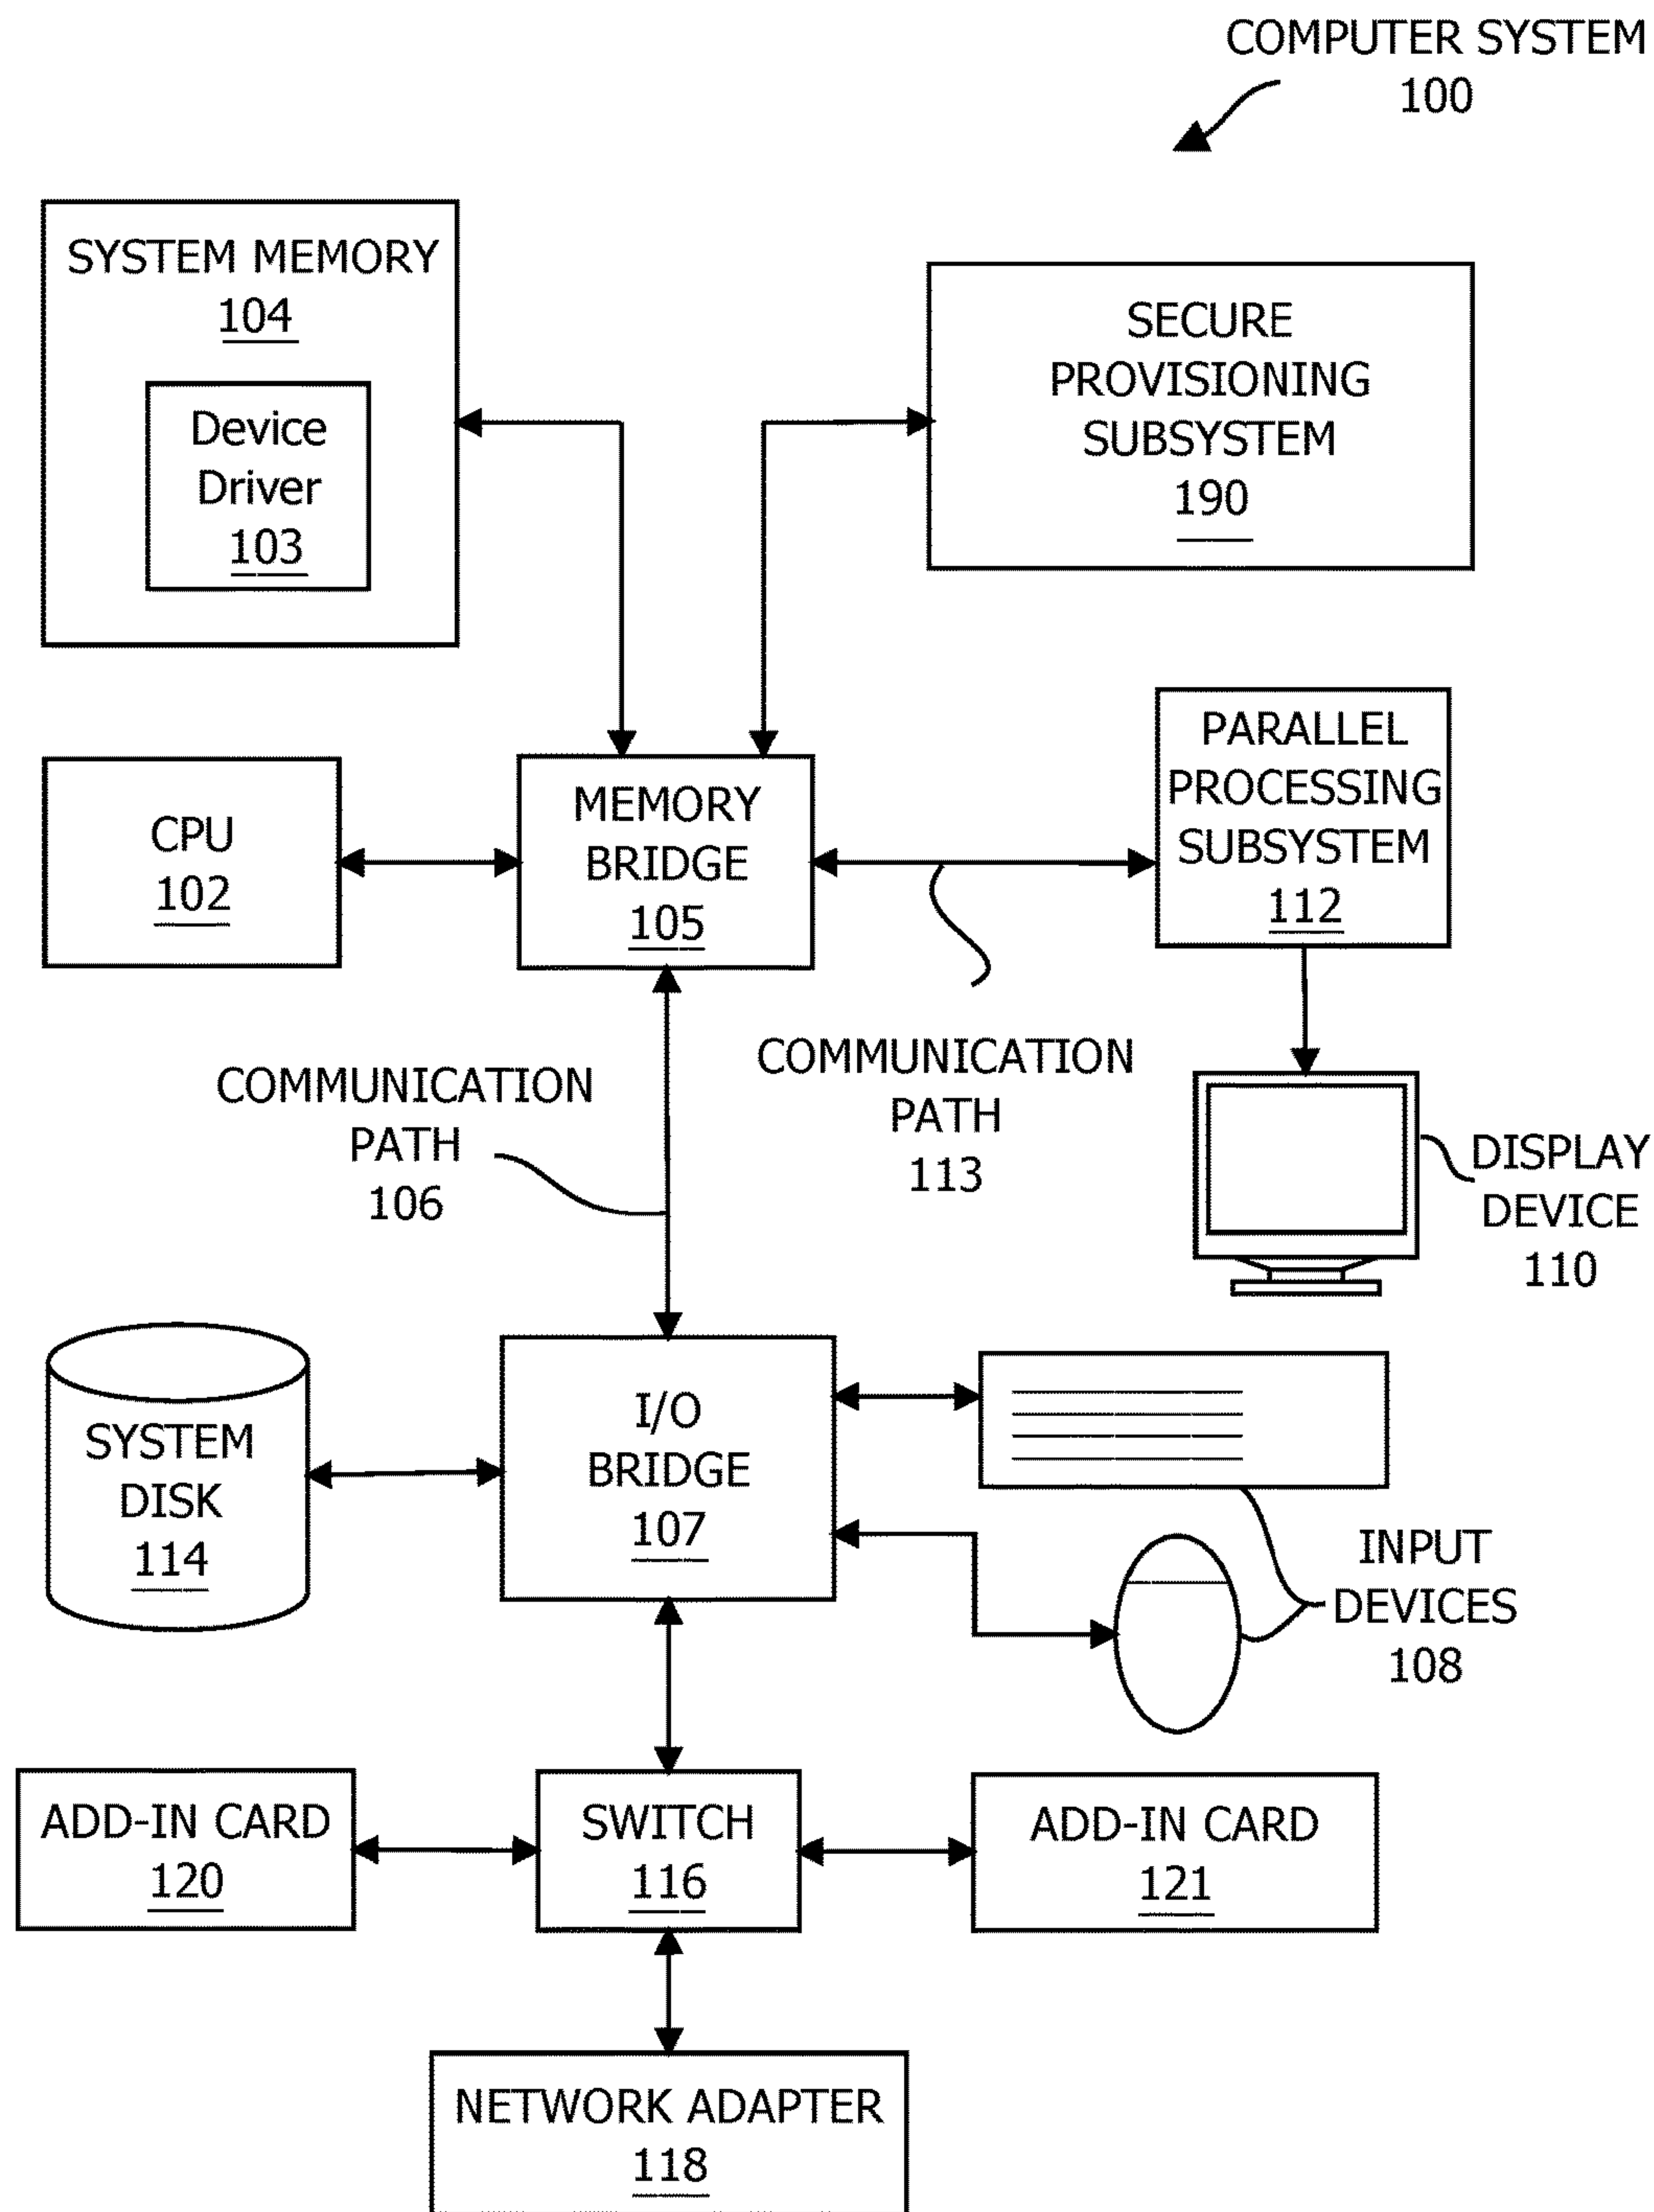 COMPUTER SYSTEM
100
SYSTEM MEMORY
104
Device
Driver
103
SECURE
PROVISIONING
SUBSYSTEM
190
CPU
102
MEMORY
BRIDGE
105
PARALLEL
PROCESSING
SUBSYSTEM
112
COMMUNICATION
PATH
106
COMMUNICATION
PATH
113
DISPLAY
DEVICE
110
SYSTEM
DISK
114
I/O
BRIDGE
107
INPUT
DEVICES
108
ADD-IN CARD
120
SWITCH
116
ADD-IN CARD
121
NETWORK ADAPTER
118